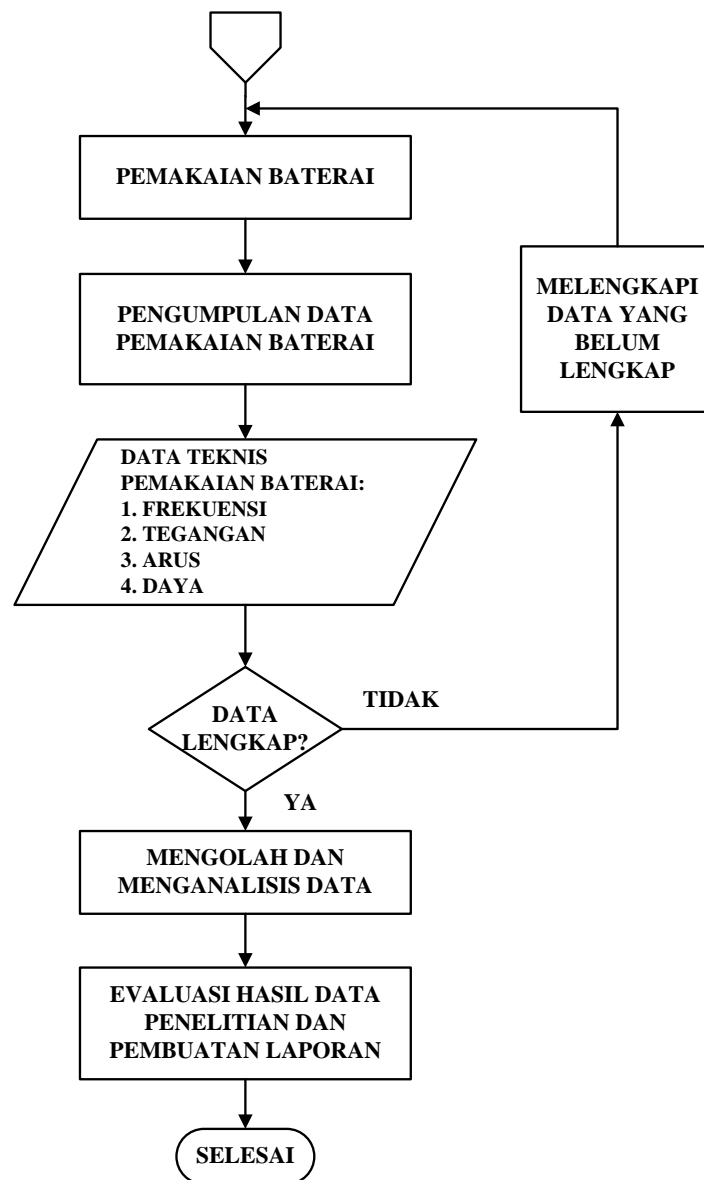 PEMAKAIAN BATERAI
PENGUMPULAN DATA
PEMAKAIAN BATERAI
MELENGKAPI
DATA YANG
BELUM
LENGKAP
DATA TEKNIS
PEMAKAIAN BATERAI:
1. FREKUENSI
2. TEGANGAN
3. ARUS
4. DAYA
DATA
LENGKAP?
TIDAK
YA
MENGOLAH DAN
MENGANALISIS DATA
EVALUASI HASIL DATA
PENELITIAN DAN
PEMBUATAN LAPORAN
SELESAI